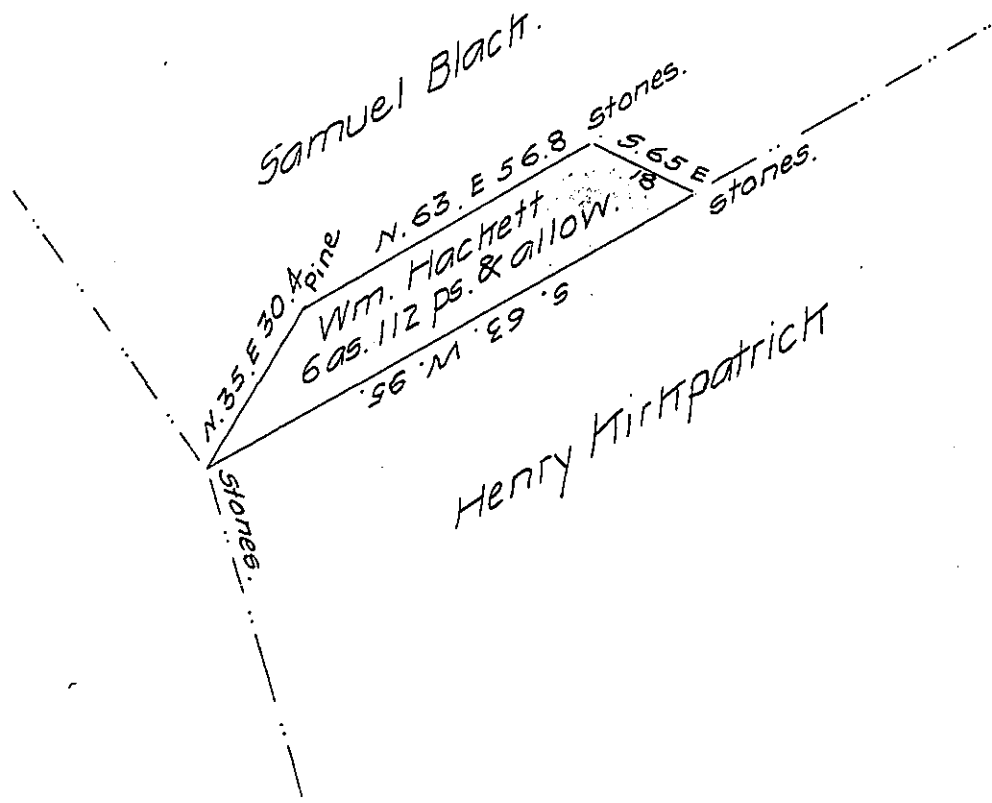 Samuel Black.
stones.
N. 63. E 56.8
S. 65 E
18
stones.
pine
N. 35. E 30.4
Wm. Hackett
6 as. 112 ps. & allow.
S. 63. W. 95.
Henry Kirkpatrick
stones.